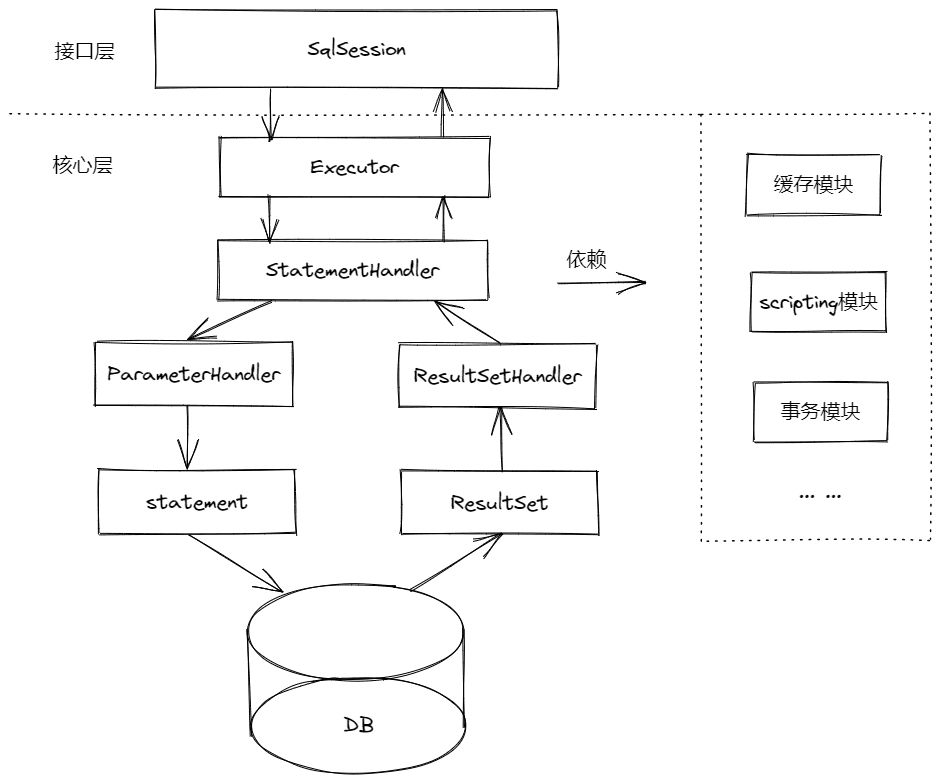 接口层
SqlSession
核心层
Executor
缓存模块
StatementHandler
依赖
scripting模块
ParameterHandler
ResultSetHandler
事务模块
statement
ResultSet
... ...
DB